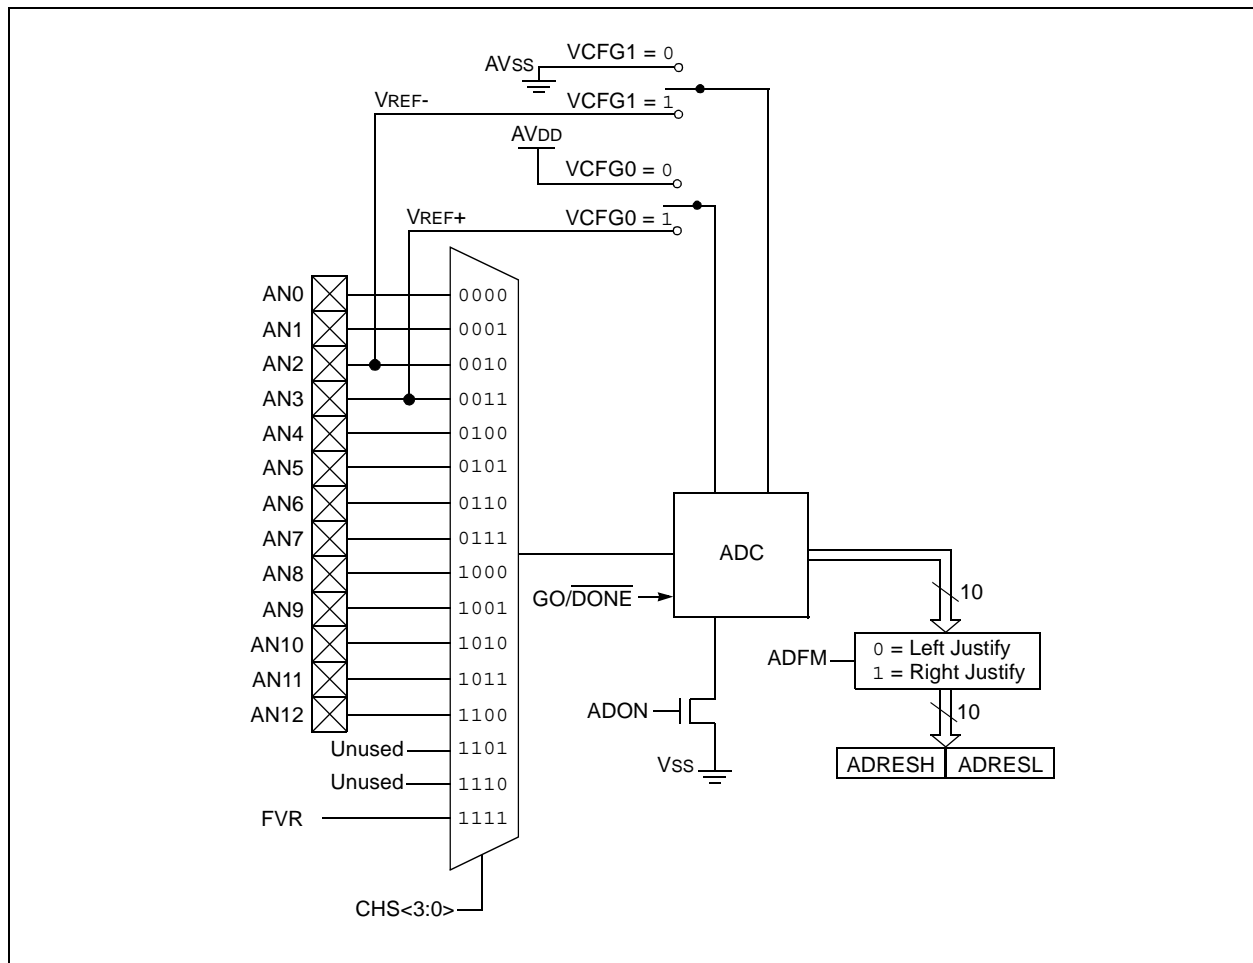 AVSS
VCFG1 = 0
VREF-
VCFG1 = 1
AVDD
VCFG0 = 0
VREF+
VCFG0 = 1
AN0
0000
AN1
0001
AN2
0010
AN3
0011
AN4
0100
AN5
0101
AN6
0110
AN7
0111
ADC
AN8
1000
GO/DONE
10
AN9
1001
AN10
1010
ADFM
0 = Left Justify
1 = Right Justify
AN11
1011
AN12
1100
ADON
10
Unused
1101
VSS
ADRESH
ADRESL
Unused
1110
FVR
1111
CHS<3:0>